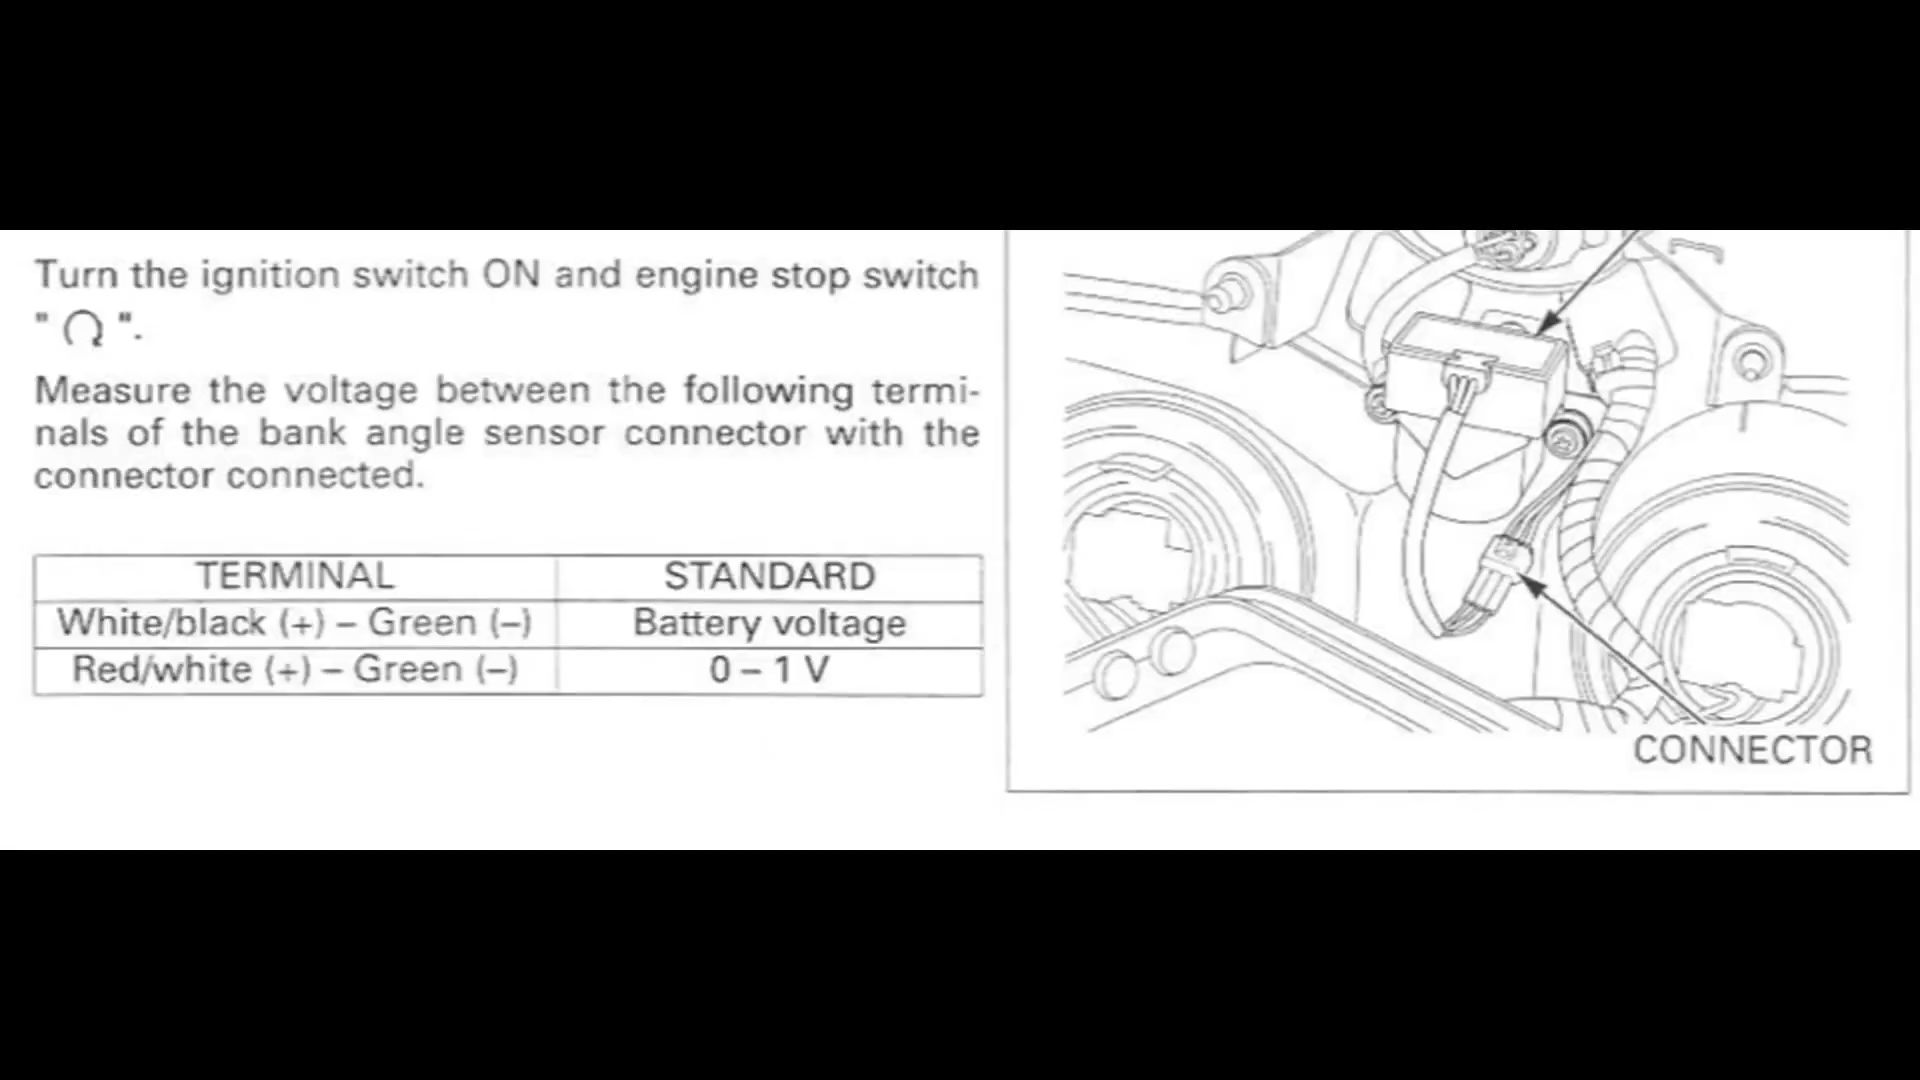 Turn the ignition switch ON and engine stop switch
" ".
Measure the voltage between the following termi-
nals of the bank angle sensor connector with the
connector connected.
TERMINAL STANDARD
White/black (+) – Green (–) Battery voltage
Red/white (+) – Green (–) 0 – 1 V
CONNECTOR